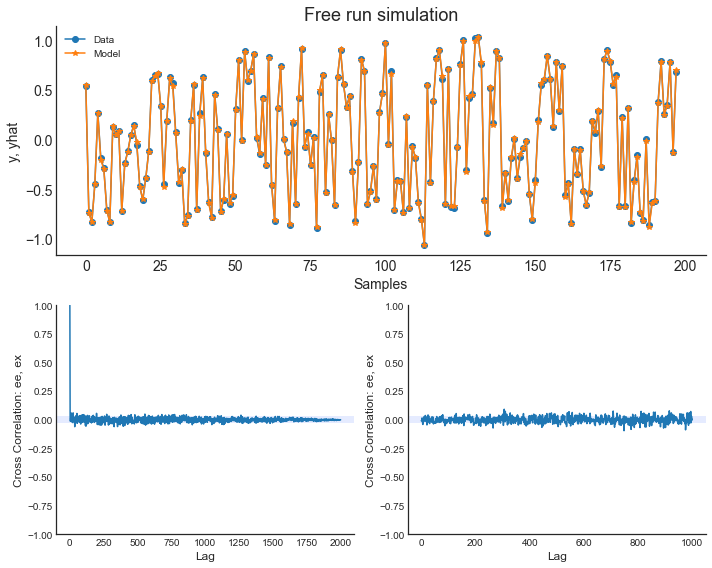 Free run simulation
Data
Model
y, yhat
1.0
0.5
0.0
−0.5
−1.0
0 25 50 75 100 125 150 175 200
Samples
Cross Correlation: ee, ex
1.00
0.75
0.50
0.25
0.00
−0.25
−0.50
−0.75
−1.00
0 250 500 750 1000 1250 1500 1750 2000
Lag
Cross Correlation: ee, ex
1.00
0.75
0.50
0.25
0.00
−0.25
−0.50
−0.75
−1.00
0 200 400 600 800 1000
Lag